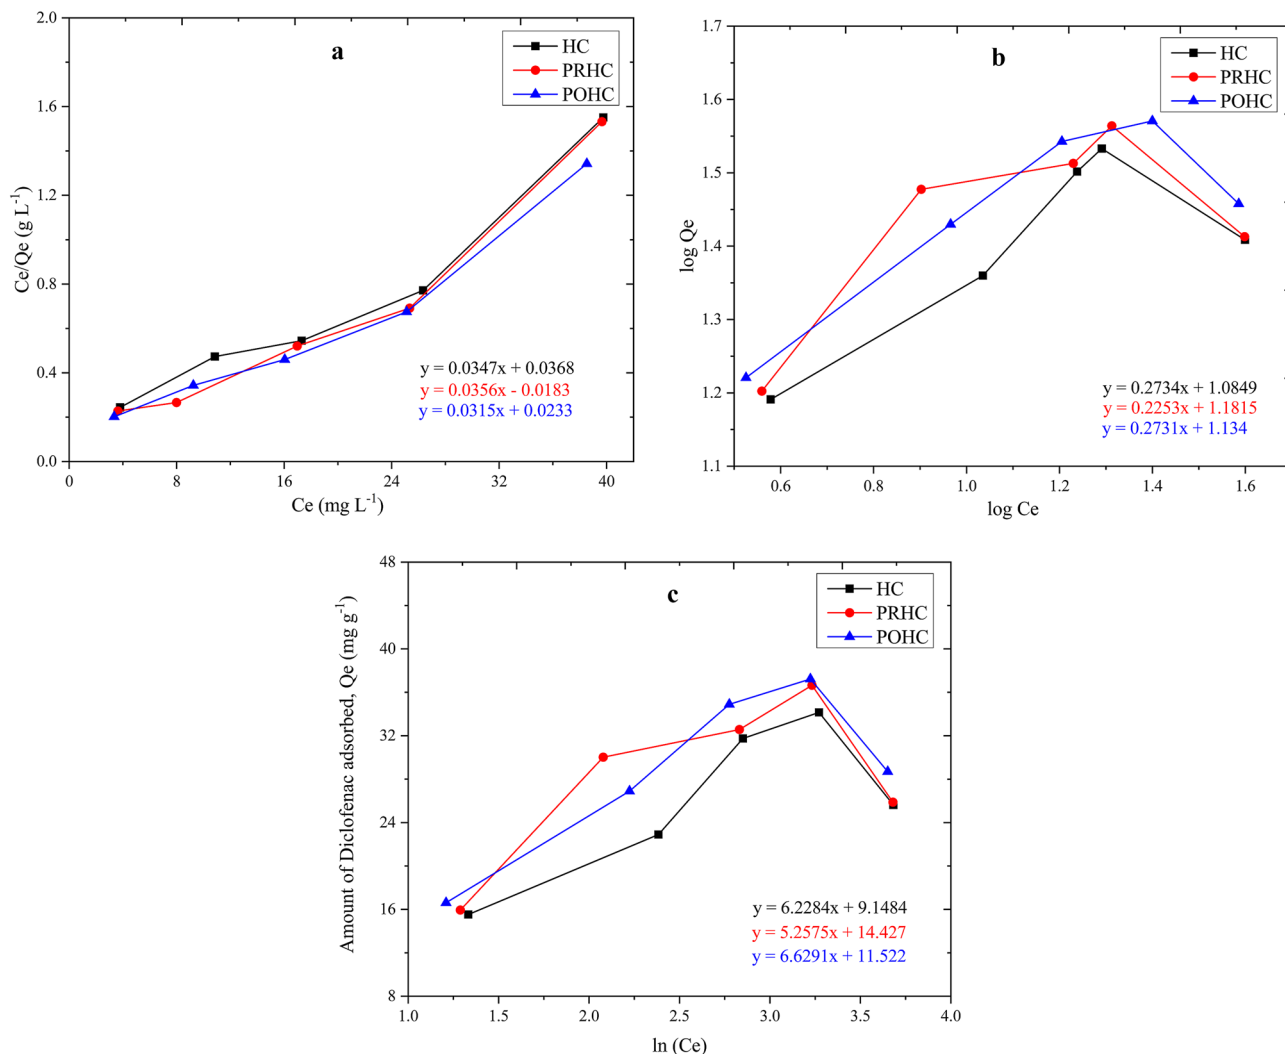 a
HC
PRHC
POHC
2.0
1.6
1.2
0.8
0.4
0.0
Ce/Qe (g L⁻¹)
y = 0.0347x + 0.0368
y = 0.0356x - 0.0183
y = 0.0315x + 0.0233
0 8 16 24 32 40
Ce (mg L⁻¹)
b
HC
PRHC
POHC
1.7
1.6
1.5
1.4
1.3
1.2
1.1
log Qe
y = 0.2734x + 1.0849
y = 0.2253x + 1.1815
y = 0.2731x + 1.134
0.6 0.8 1.0 1.2 1.4 1.6
log Ce
c
HC
PRHC
POHC
48
40
32
24
16
8
Amount of Diclofenac adsorbed, Qe (mg g⁻¹)
y = 6.2284x + 9.1484
y = 5.2575x + 14.427
y = 6.6291x + 11.522
1.0 1.5 2.0 2.5 3.0 3.5 4.0
ln (Ce)